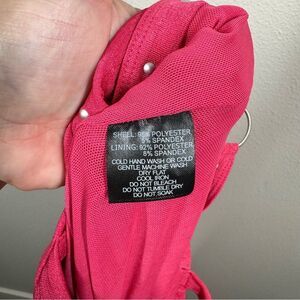 SHELL: 95% POLYESTER
5% SPANDEX
LINING: 92% POLYESTER
8% SPANDEX
COLD HAND WASH OR COLD
GENTLE MACHINE WASH
DRY FLAT
COOL IRON
DO NOT BLEACH
DO NOT TUMBLE DRY
DO NOT SOAK